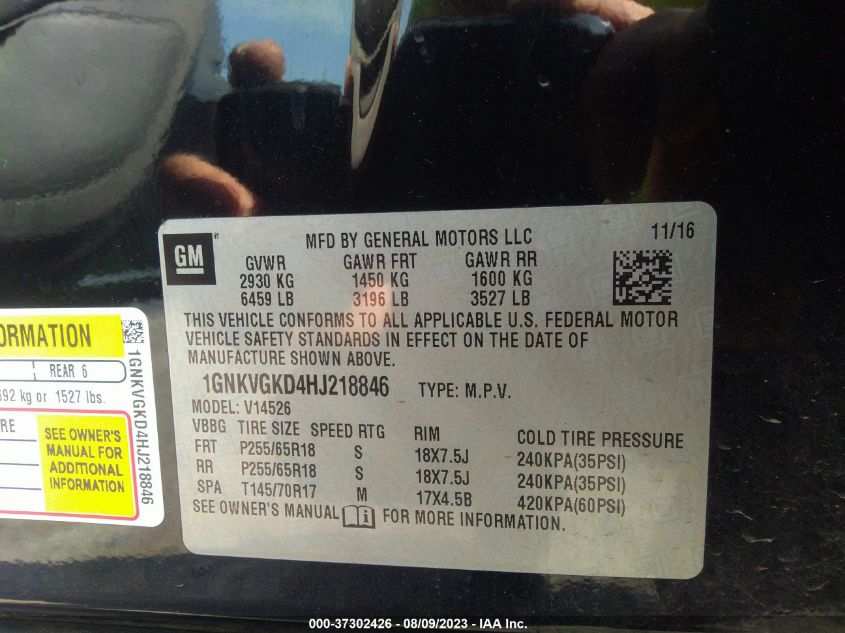 GM
MFD BY GENERAL MOTORS LLC 11/16
GVWR GAWR FRT GAWR RR
2930 KG 1450 KG 1600 KG
6459 LB 3196 LB 3527 LB
THIS VEHICLE CONFORMS TO ALL APPLICABLE U.S. FEDERAL MOTOR
VEHICLE SAFETY STANDARDS IN EFFECT ON THE DATE OF
MANUFACTURE SHOWN ABOVE.
1GNKVGKD4HJ218846 TYPE: M.P.V.
MODEL: V14526
VBBG TIRE SIZE SPEED RTG RIM COLD TIRE PRESSURE
FRT P255/65R18 S 18X7.5J 240KPA(35PSI)
RR P255/65R18 S 18X7.5J 240KPA(35PSI)
SPA T145/70R17 M 17X4.5B 420KPA(60PSI)
SEE OWNER'S MANUAL FOR MORE INFORMATION.
REAR 6
kg or 1527 lbs.
SEE OWNER'S
MANUAL FOR
ADDITIONAL
INFORMATION
1GNKVGKD4HJ218846
000-37302426 - 08/09/2023 - IAA Inc.